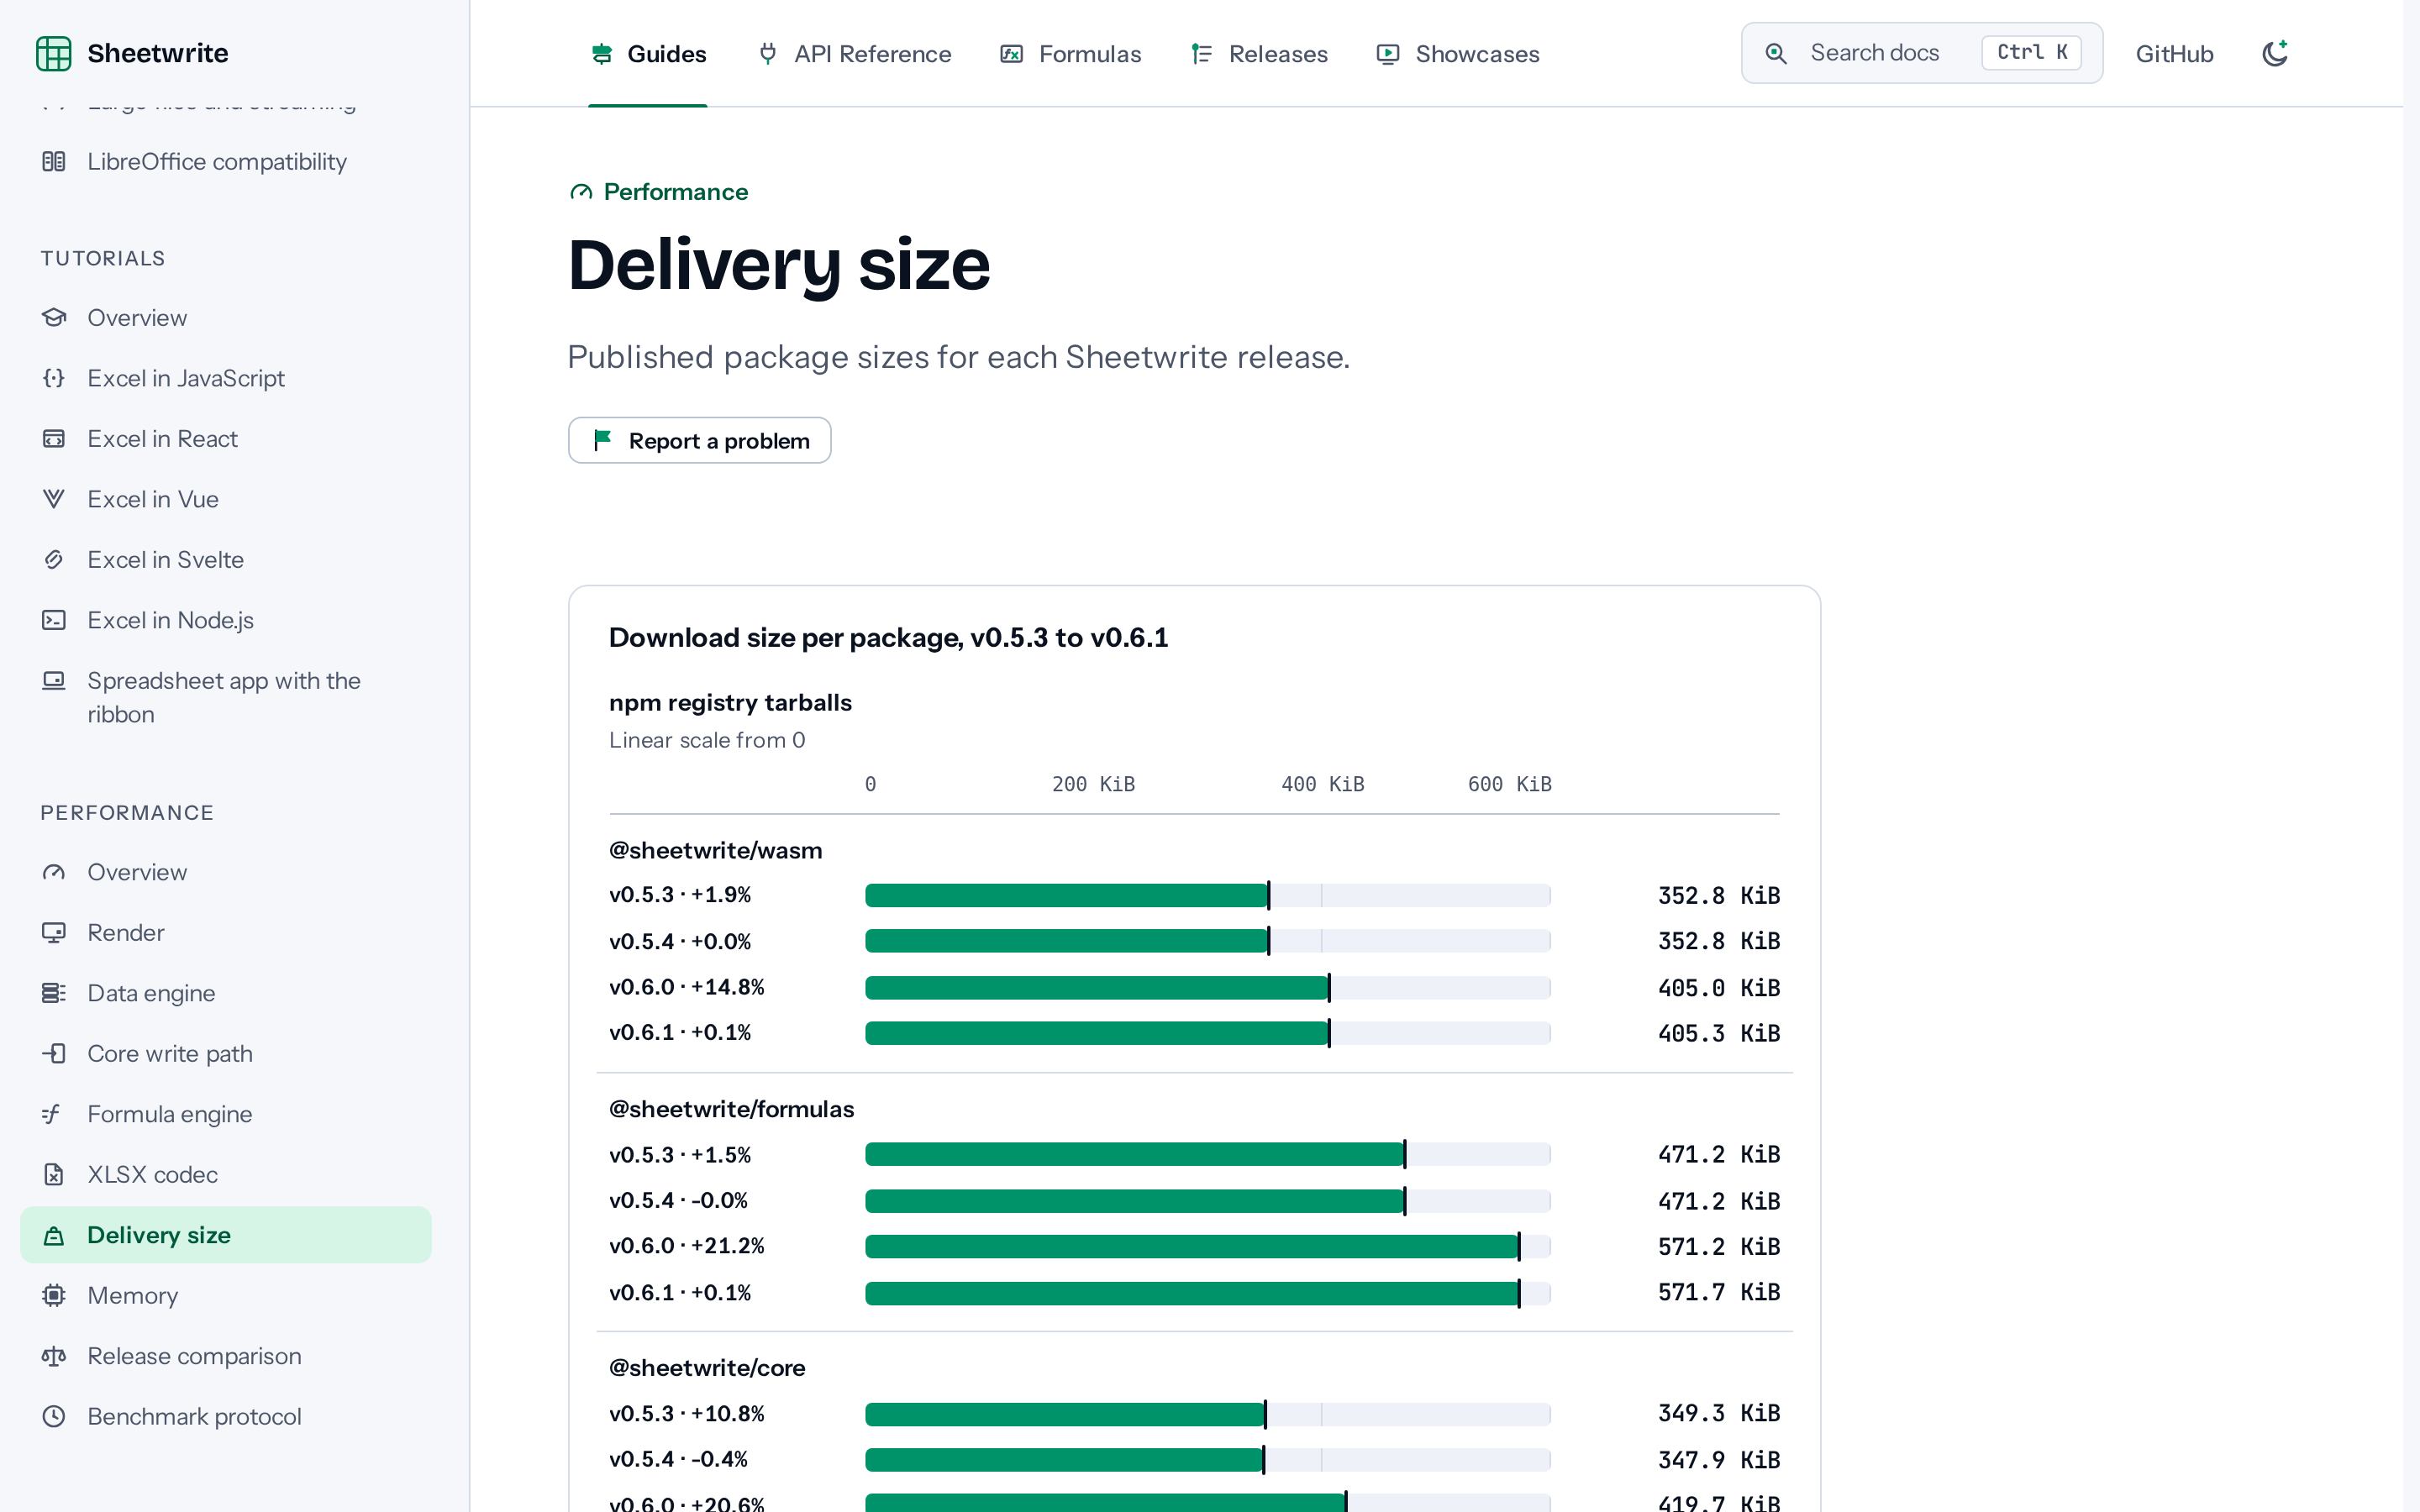 Sheetwrite
Guides
API Reference
Formulas
Releases
Showcases
Search docs
Ctrl K
GitHub
Large files and streaming
LibreOffice compatibility
TUTORIALS
Overview
Excel in JavaScript
Excel in React
Excel in Vue
Excel in Svelte
Excel in Node.js
Spreadsheet app with the
ribbon
PERFORMANCE
Overview
Render
Data engine
Core write path
Formula engine
XLSX codec
Delivery size
Memory
Release comparison
Benchmark protocol
Performance
Delivery size
Published package sizes for each Sheetwrite release.
Report a problem
Download size per package, v0.5.3 to v0.6.1
npm registry tarballs
Linear scale from 0
0 200 KiB 400 KiB 600 KiB
@sheetwrite/wasm
v0.5.3 · +1.9% 352.8 KiB
v0.5.4 · +0.0% 352.8 KiB
v0.6.0 · +14.8% 405.0 KiB
v0.6.1 · +0.1% 405.3 KiB
@sheetwrite/formulas
v0.5.3 · +1.5% 471.2 KiB
v0.5.4 · -0.0% 471.2 KiB
v0.6.0 · +21.2% 571.2 KiB
v0.6.1 · +0.1% 571.7 KiB
@sheetwrite/core
v0.5.3 · +10.8% 349.3 KiB
v0.5.4 · -0.4% 347.9 KiB
v0.6.0 · +20.6% 419.7 KiB